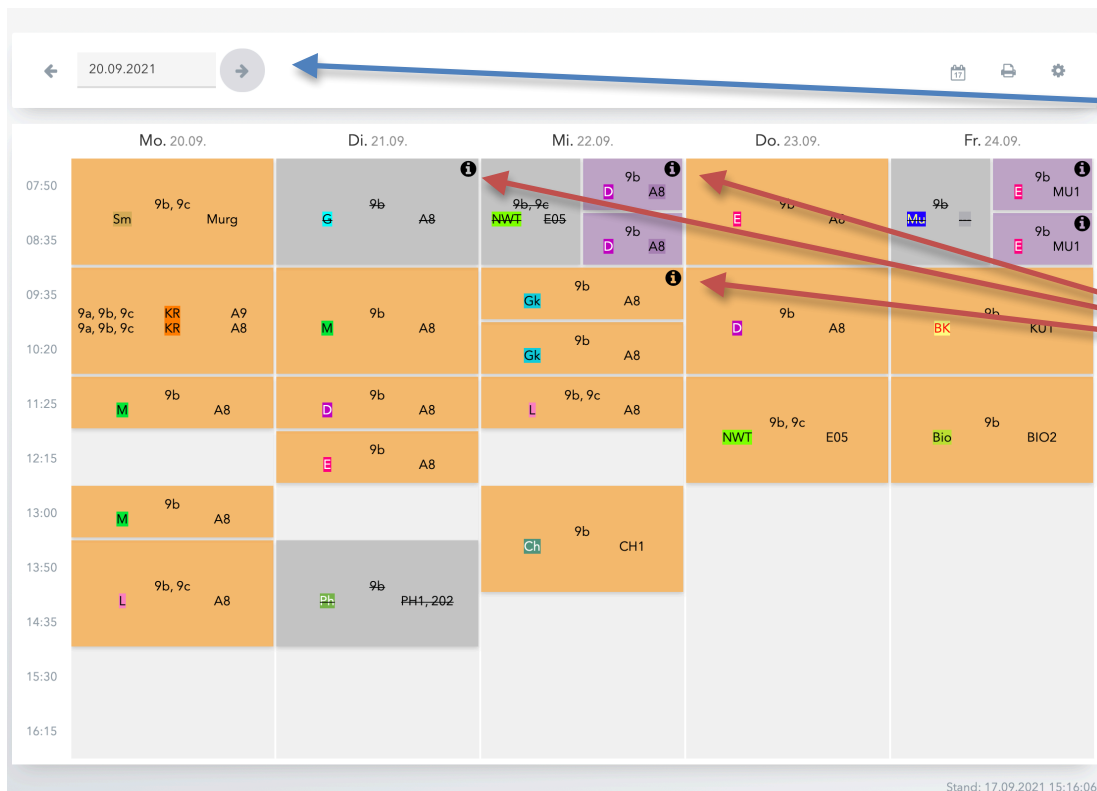 20.09.2021
17
Mo. 20.09.
Di. 21.09.
Mi. 22.09.
Do. 23.09.
Fr. 24.09.
07:50
08:35
09:35
10:20
11:25
12:15
13:00
13:50
14:35
15:30
16:15
9b, 9c
Sm Murg
9a, 9b, 9c KR A9
9a, 9b, 9c KR A8
9b
M A8
9b
M A8
9b, 9c
L A8
9b
G A8
9b
M A8
9b
D A8
9b
E A8
9b
Ph PH1, 202
9b, 9c
NWT E05
9b
D A8
9b
D A8
9b
Gk A8
9b
Gk A8
9b, 9c
L A8
9b
Ch CH1
9b
E A8
9b
D A8
9b, 9c
NWT E05
9b
Mu —
9b
E MU1
9b
E MU1
9b
BK KU1
9b
Bio BIO2
Stand: 17.09.2021 15:16:06